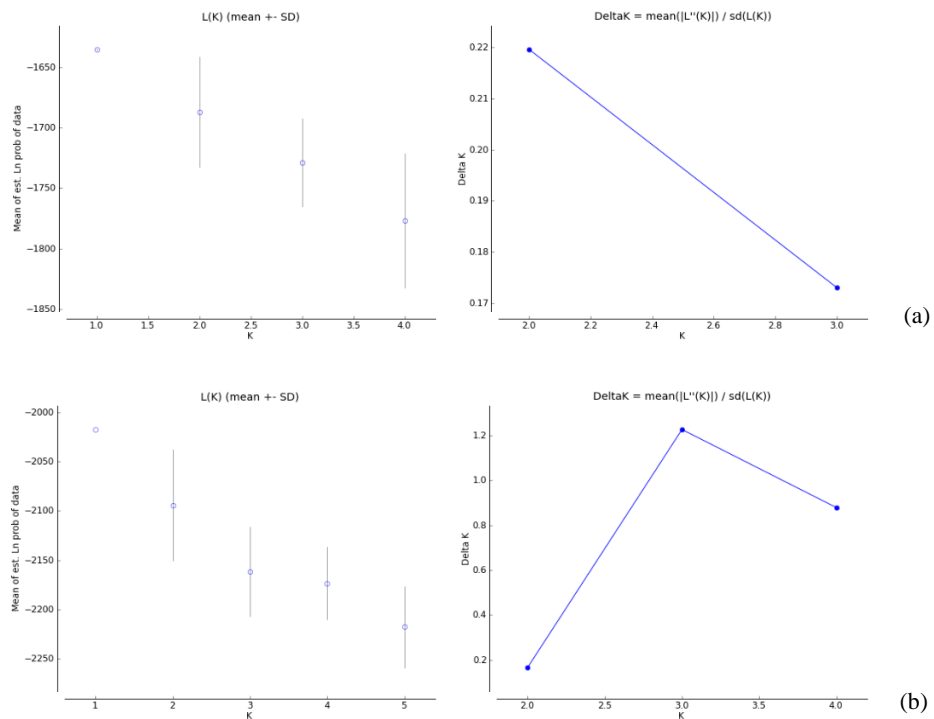 L(K) (mean +- SD)
Mean of est. Ln prob of data
−1650
−1700
−1750
−1800
−1850
1.0 1.5 2.0 2.5 3.0 3.5 4.0
K
DeltaK = mean(|L''(K)|) / sd(L(K))
Delta K
0.22
0.21
0.20
0.19
0.18
0.17
2.0 2.2 2.4 2.6 2.8 3.0
K
(a)
L(K) (mean +- SD)
Mean of est. Ln prob of data
−2000
−2050
−2100
−2150
−2200
−2250
1 2 3 4 5
K
DeltaK = mean(|L''(K)|) / sd(L(K))
Delta K
1.2
1.0
0.8
0.6
0.4
0.2
2.0 2.5 3.0 3.5 4.0
K
(b)